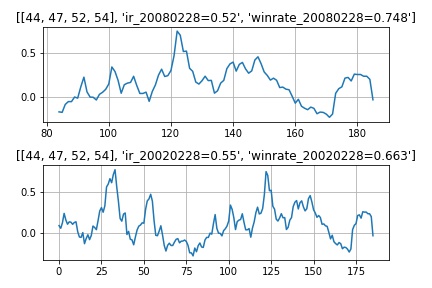 [[44, 47, 52, 54], 'ir_20080228=0.52', 'winrate_20080228=0.748']
0.5
0.0
80 100 120 140 160 180
[[44, 47, 52, 54], 'ir_20020228=0.55', 'winrate_20020228=0.663']
0.5
0.0
0 25 50 75 100 125 150 175